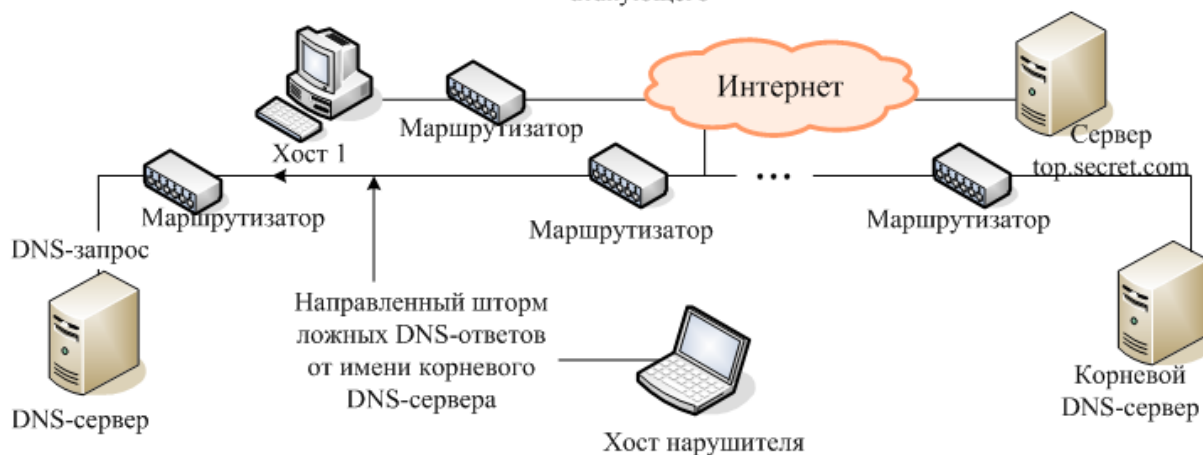 Интернет
Маршрутизатор
Хост 1
Сервер
top.secret.com
Маршрутизатор
Маршрутизатор
Маршрутизатор
DNS-запрос
Направленный шторм
ложных DNS-ответов
от имени корневого
DNS-сервера
DNS-сервер
Хост нарушителя
Корневой
DNS-сервер